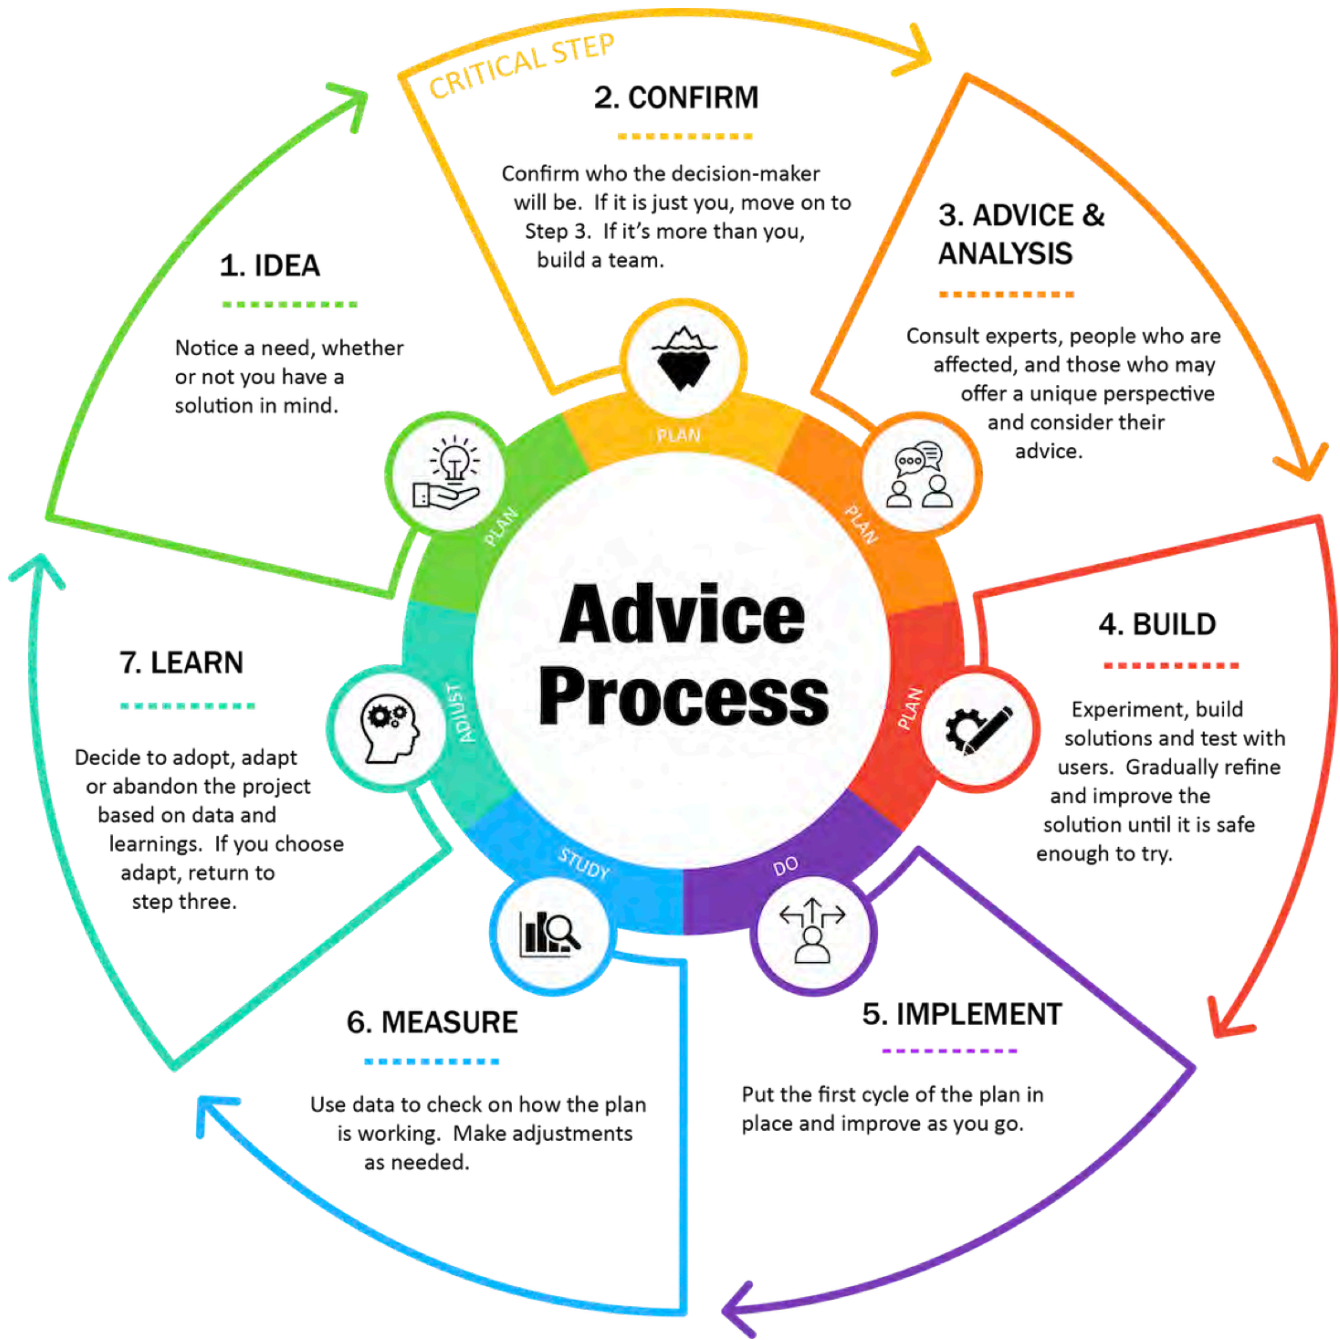 CRITICAL STEP
2. CONFIRM
Confirm who the decision-maker
will be.  If it is just you, move on to
Step 3.  If it's more than you,
build a team.
3. ADVICE &
ANALYSIS
Consult experts, people who are
affected, and those who may
offer a unique perspective
and consider their
advice.
1. IDEA
Notice a need, whether
or not you have a
solution in mind.
PLAN
PLAN
PLAN
Advice
Process
4. BUILD
Experiment, build
solutions and test with
users.  Gradually refine
and improve the
solution until it is safe
enough to try.
PLAN
7. LEARN
Decide to adopt, adapt
or abandon the project
based on data and
learnings.  If you choose
adapt, return to
step three.
ADJUST
STUDY
DO
5. IMPLEMENT
Put the first cycle of the plan in
place and improve as you go.
6. MEASURE
Use data to check on how the plan
is working.  Make adjustments
as needed.